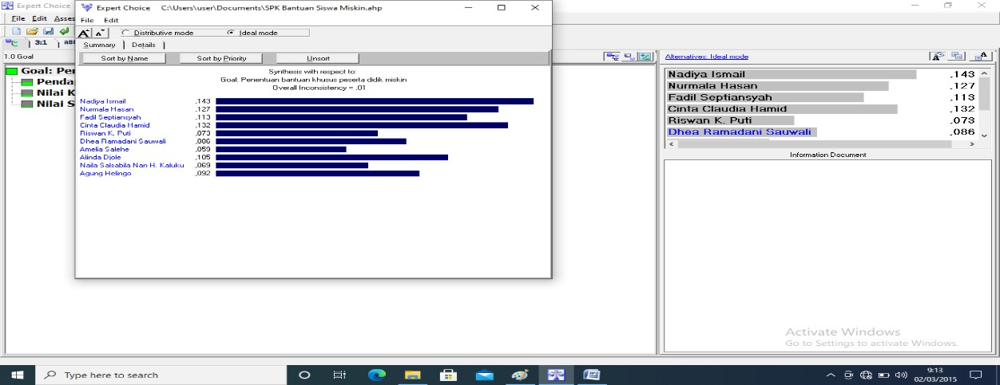 Expert Choice
Expert Choice C:\Users\user\Documents\SPK Bantuan Siswa Miskin.ahp
File Edit Asses
File Edit
Distributive mode Ideal mode
3:1
Summary Details
1.0 Goal
Sort by Name Sort by Priority Unsort
Alternatives: Ideal mode
Goal: Pe
Penda
Nilai K
Nilai S
Synthesis with respect to:
Goal: Penentuan bantuan khusus peserta didik miskin
Overall Inconsistency = ,01
Nadiya Ismail ,143
Nurmala Hasan ,127
Fadil Septiansyah ,113
Cinta Claudia Hamid ,132
Riswan K. Puti ,073
Dhea Ramadani Sauwali ,086
Amelia Salehe ,059
Alinda Djole ,105
Naila Salsabila Nan H. Kaluku ,069
Agung Helingo ,092
Nadiya Ismail ,143
Nurmala Hasan ,127
Fadil Septiansyah ,113
Cinta Claudia Hamid ,132
Riswan K. Puti ,073
Dhea Ramadani Sauwali ,086
Information Document
Activate Windows
Go to Settings to activate Windows.
Type here to search
9:13
02/03/2015